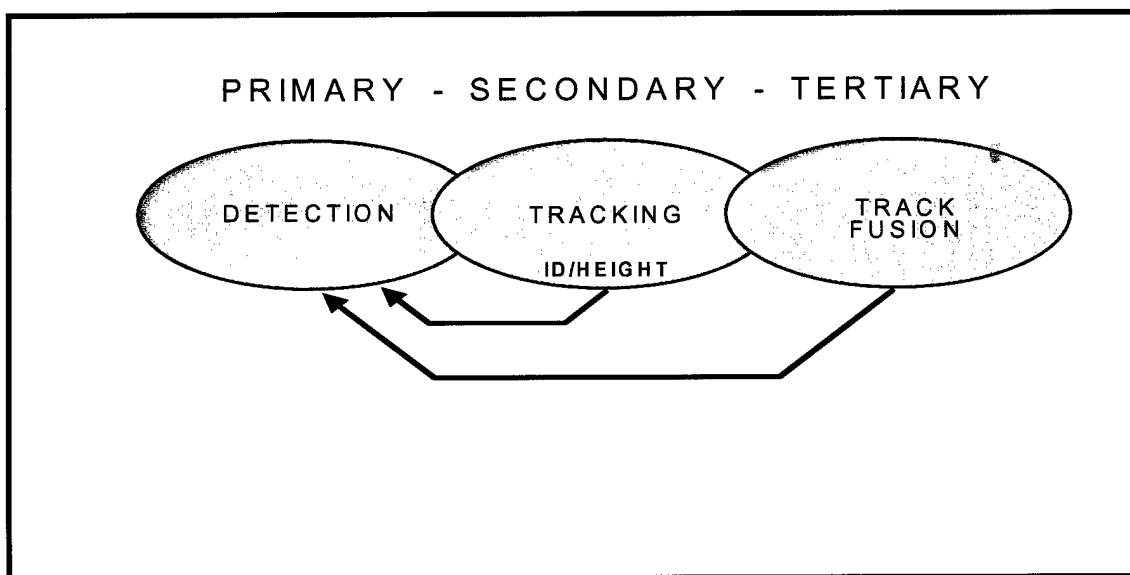 PRIMARY - SECONDARY - TERTIARY
DETECTION
TRACKING
ID/HEIGHT
TRACK
FUSION